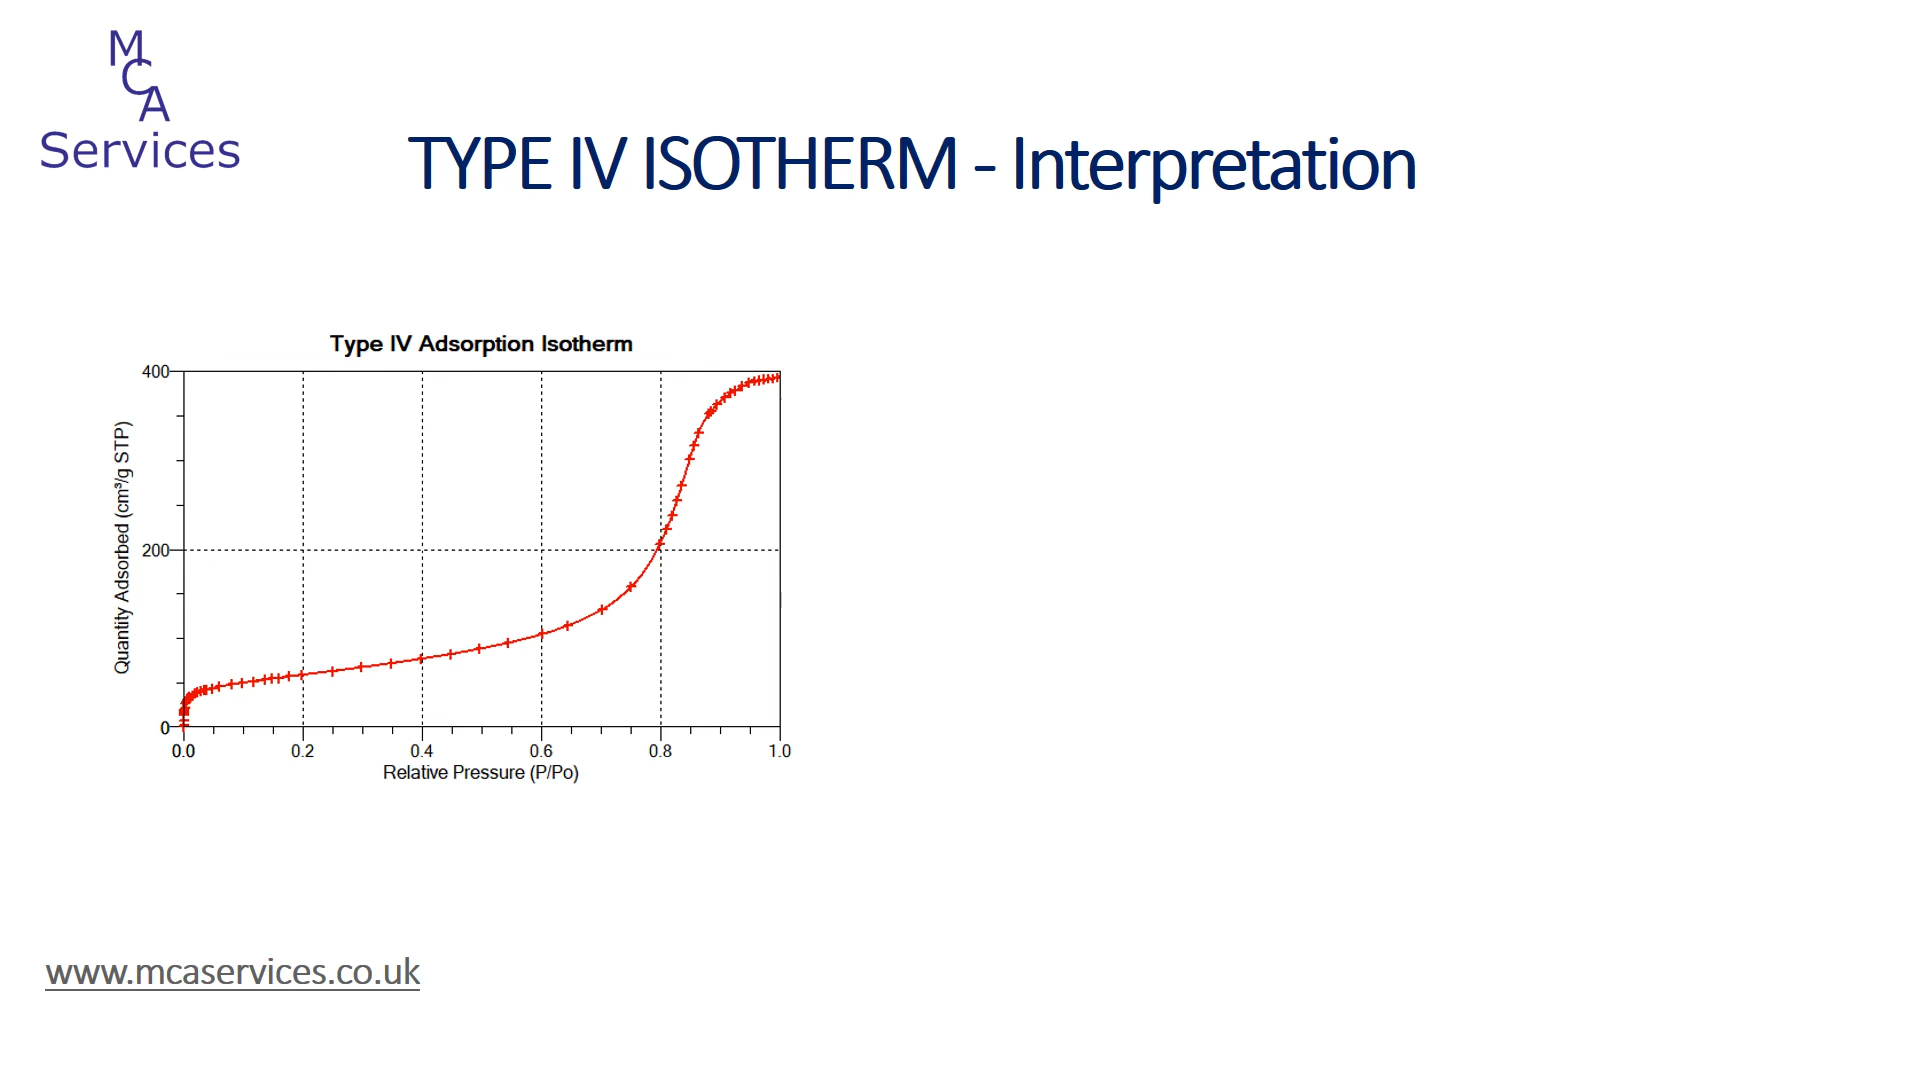 M
C
A
Services
TYPE IV ISOTHERM - Interpretation
Type IV Adsorption Isotherm
Quantity Adsorbed (cm³/g STP)
400
200
0
0.0 0.2 0.4 0.6 0.8 1.0
Relative Pressure (P/Po)
www.mcaservices.co.uk